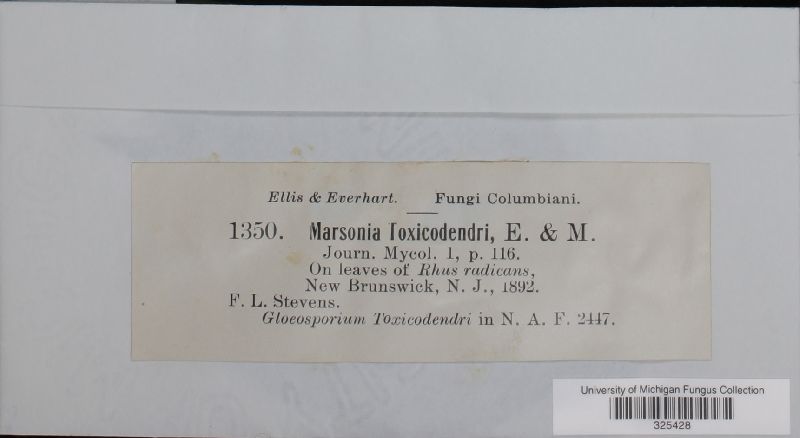 Ellis & Everhart. Fungi Columbiani.
1350. Marsonia Toxicodendri, E. & M.
Journ. Mycol. 1, p. 116.
On leaves of Rhus radicans,
New Brunswick, N. J., 1892.
F. L. Stevens.
Gloeosporium Toxicodendri in N. A. F. 2447.
University of Michigan Fungus Collection
325428